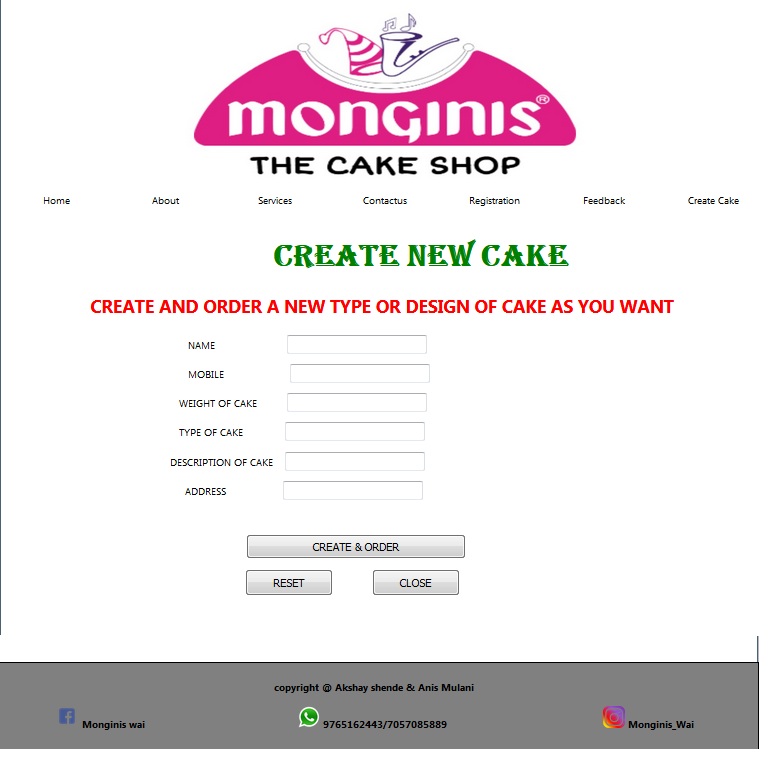 monginis®
THE CAKE SHOP
Home About Services Contactus Registration Feedback Create Cake
CREATE NEW CAKE
CREATE AND ORDER A NEW TYPE OR DESIGN OF CAKE AS YOU WANT
NAME
MOBILE
WEIGHT OF CAKE
TYPE OF CAKE
DESCRIPTION OF CAKE
ADDRESS
CREATE & ORDER
RESET CLOSE
copyright @ Akshay shende & Anis Mulani
Monginis wai 9765162443/7057085889 Monginis_Wai